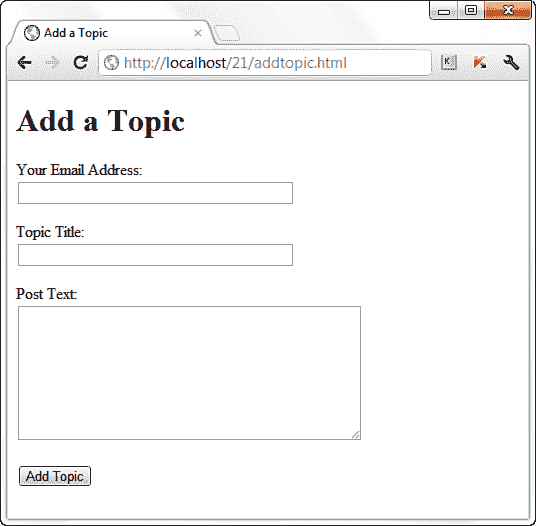 Add a Topic
http://localhost/21/addtopic.html
Add a Topic
Your Email Address:
Topic Title:
Post Text:
Add Topic